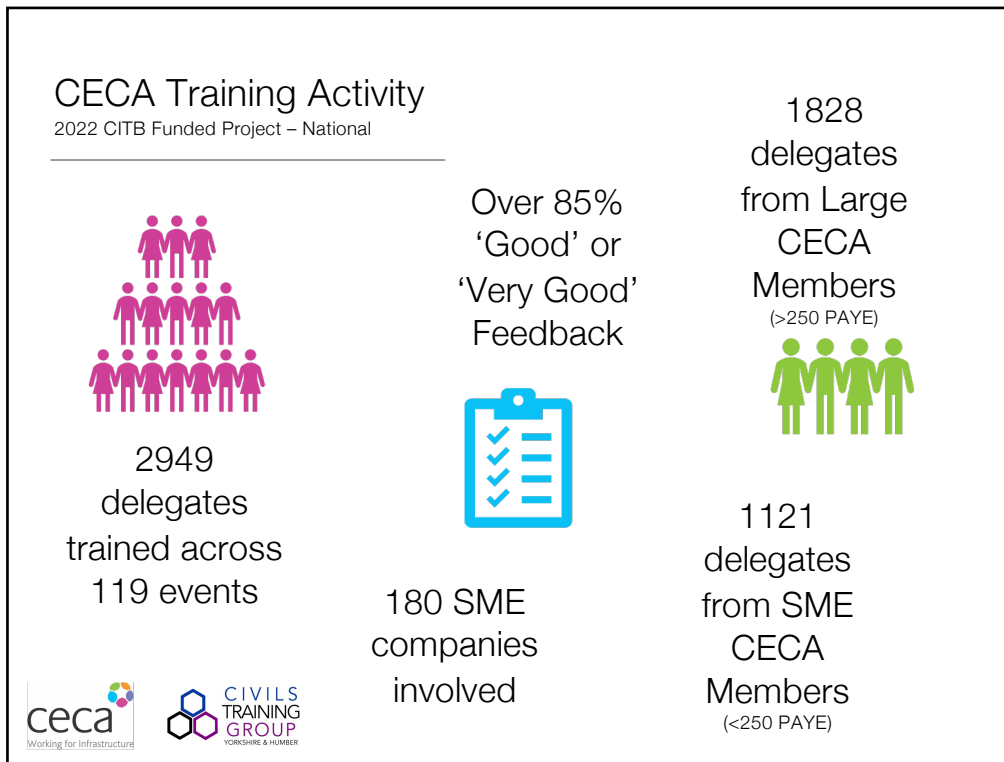 CECA Training Activity
2022 CITB Funded Project – National
2949
delegates
trained across
119 events
Over 85%
‘Good’ or
‘Very Good’
Feedback
180 SME
companies
involved
1828
delegates
from Large
CECA
Members
(>250 PAYE)
1121
delegates
from SME
CECA
Members
(<250 PAYE)
ceca
Working for Infrastructure
CIVILS
TRAINING
GROUP
YORKSHIRE & HUMBER